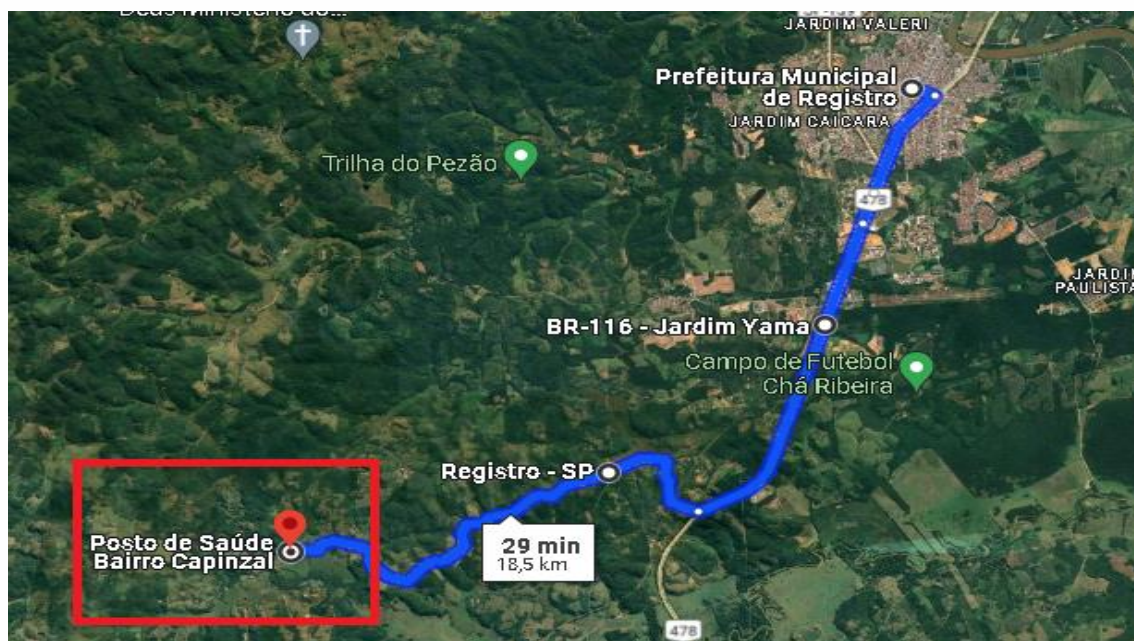 JARDIM VALERI
Prefeitura Municipal
de Registro
JARDIM CAICARA
Trilha do Pezão
478
JARDIM
PAULISTA
BR-116 - Jardim Yama
Campo de Futebol
Chá Ribeira
Registro - SP
29 min
18,5 km
Posto de Saúde
Bairro Capinzal
478